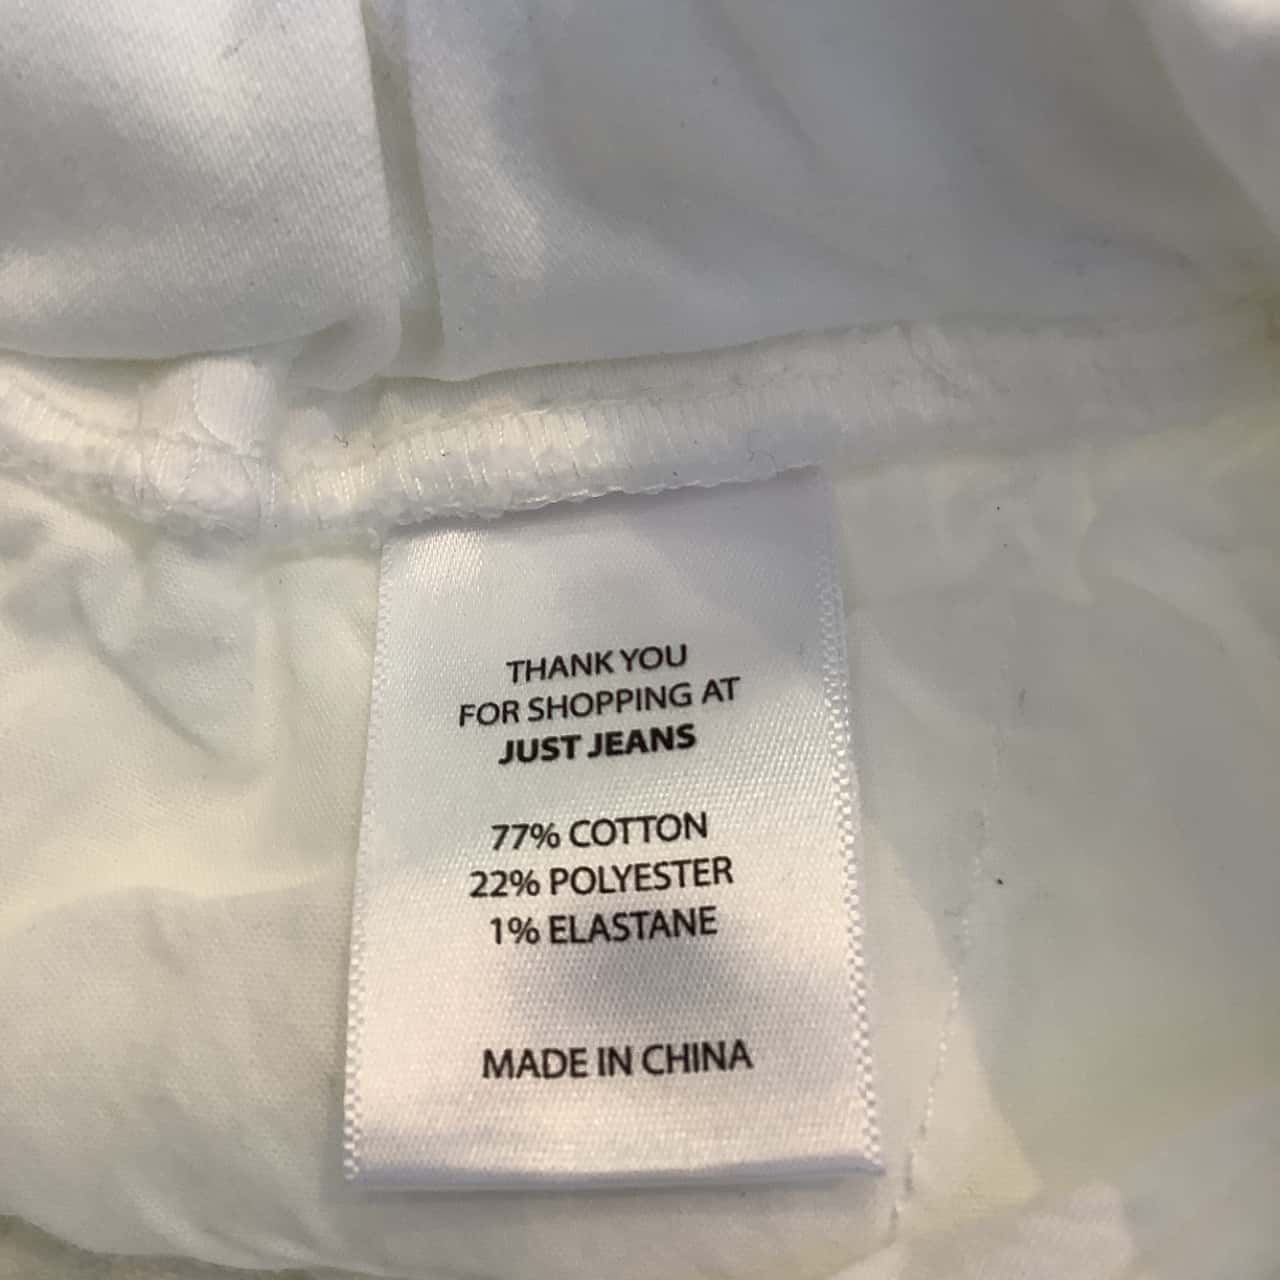 THANK YOU
FOR SHOPPING AT
JUST JEANS
77% COTTON
22% POLYESTER
1% ELASTANE
MADE IN CHINA